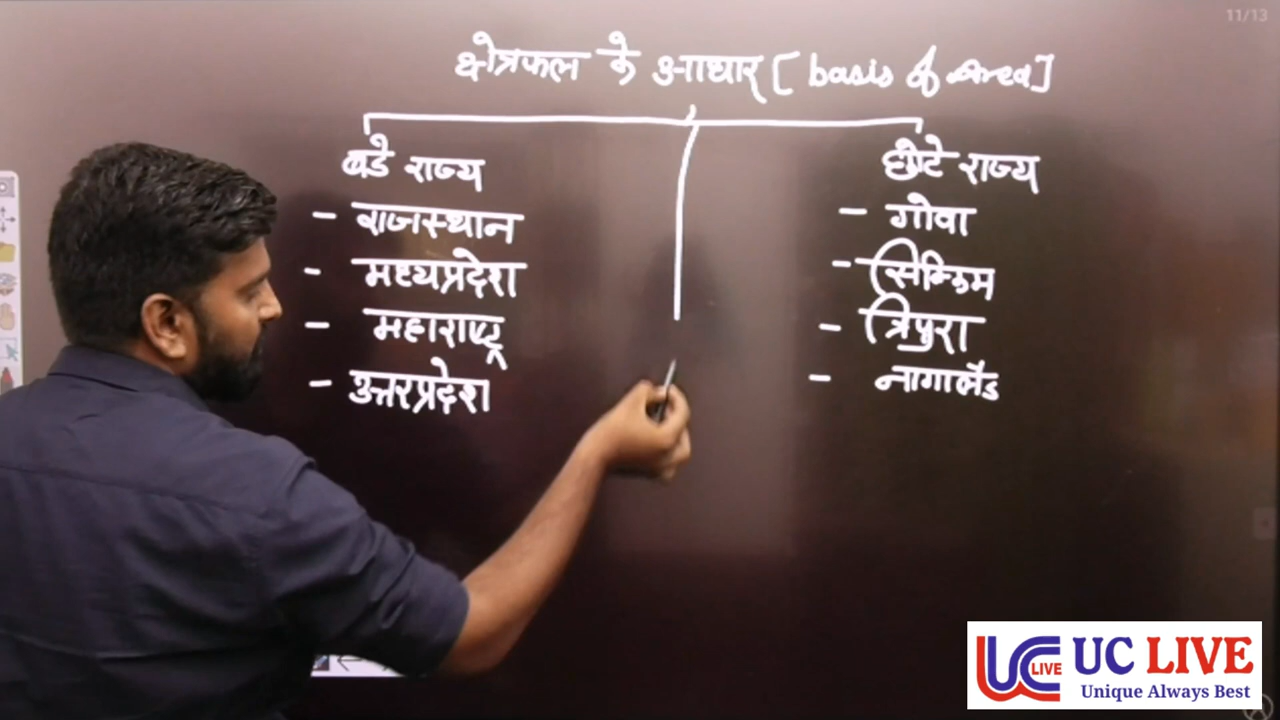 11/13
क्षेत्रफल के आधार [ basis of Area ]
बडे राज्य
- राजस्थान
- मध्यप्रदेश
- महाराष्ट्र
- उत्तरप्रदेश
छोटे राज्य
- गोवा
- सिक्किम
- त्रिपुरा
- नागालैंड
UC LIVE
LIVE
Unique Always Best